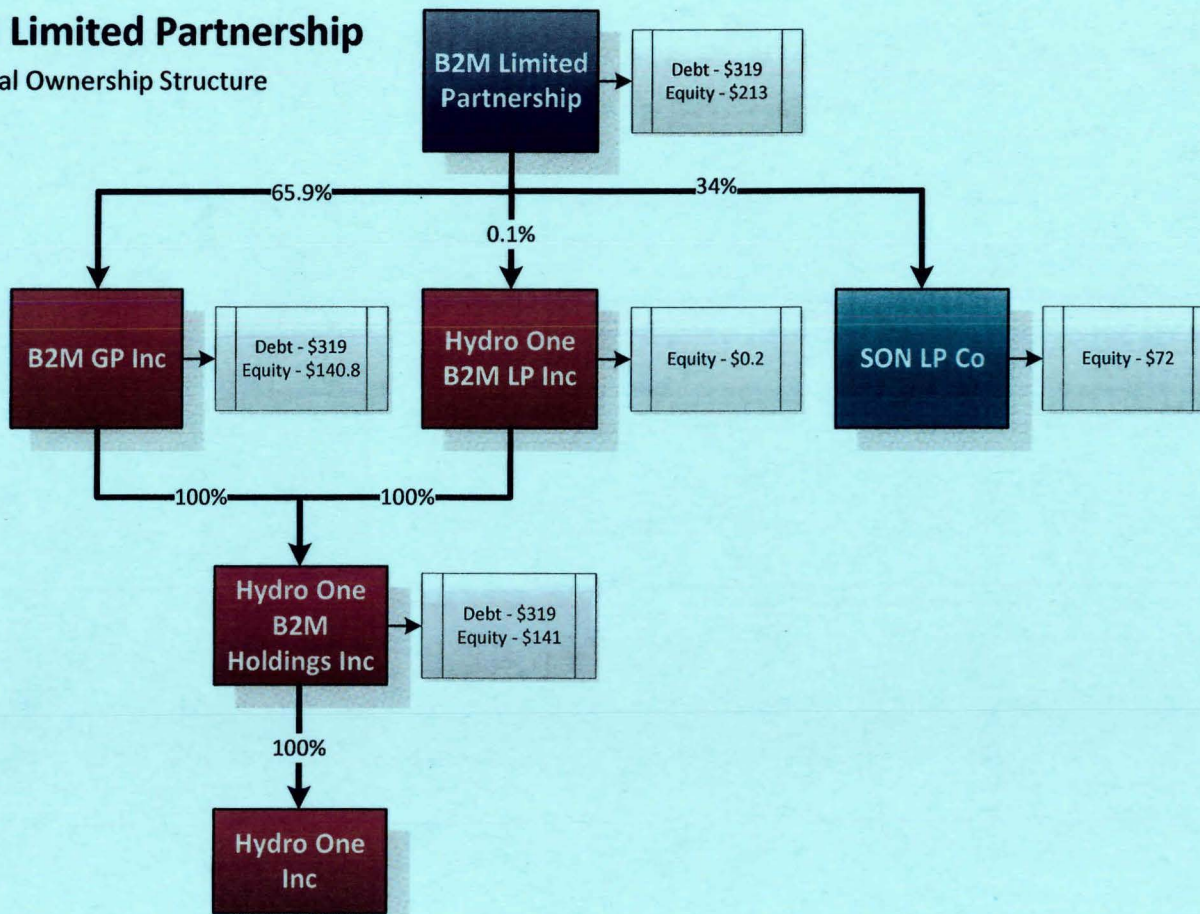 Limited Partnership
al Ownership Structure
B2M Limited
Partnership
Debt - $319
Equity - $213
65.9%
34%
0.1%
B2M GP Inc
Debt - $319
Equity - $140.8
Hydro One
B2M LP Inc
Equity - $0.2
SON LP Co
Equity - $72
100%
100%
Hydro One
B2M
Holdings Inc
Debt - $319
Equity - $141
100%
Hydro One
Inc